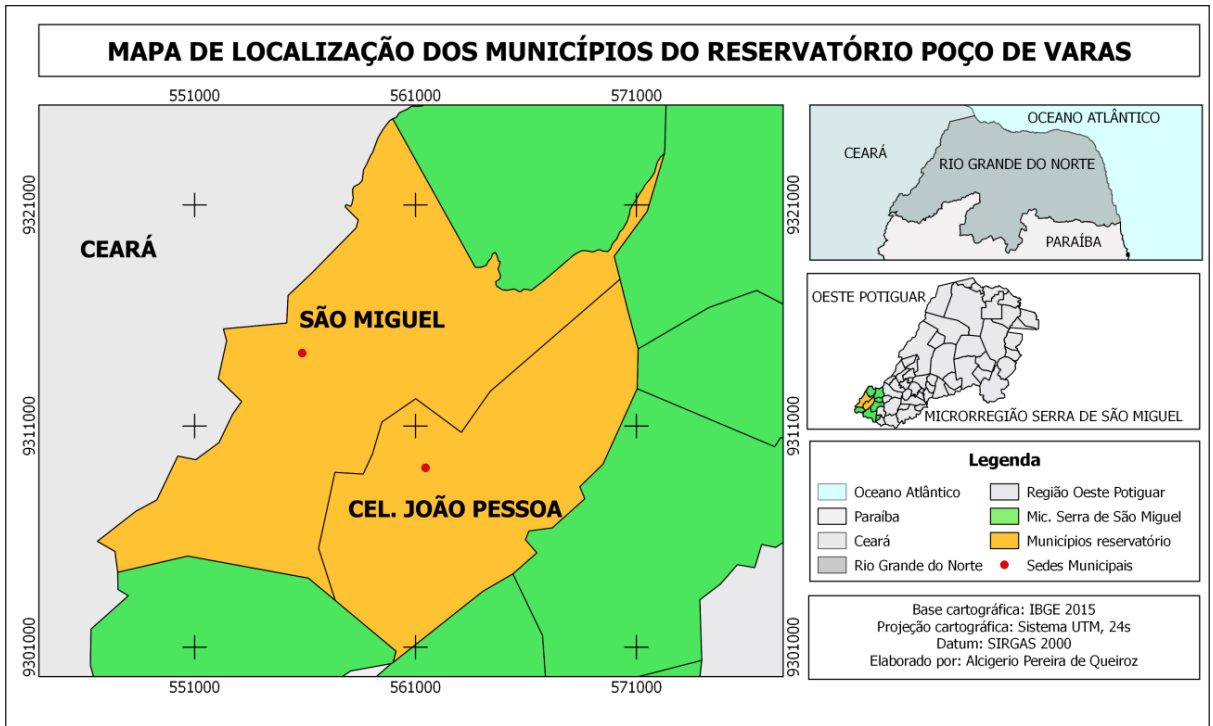 MAPA DE LOCALIZAÇÃO DOS MUNICÍPIOS DO RESERVATÓRIO POÇO DE VARAS
551000
561000
571000
9321000
9311000
9301000
CEARÁ
SÃO MIGUEL
CEL. JOÃO PESSOA
9321000
9311000
9301000
551000
561000
571000
OCEANO ATLÂNTICO
CEARÁ
RIO GRANDE DO NORTE
PARAÍBA
OESTE POTIGUAR
MICRORREGIÃO SERRA DE SÃO MIGUEL
Legenda
Oceano Atlântico
Paraíba
Ceará
Rio Grande do Norte
Região Oeste Potiguar
Mic. Serra de São Miguel
Municípios reservatório
Sedes Municipais
Base cartográfica: IBGE 2015
Projeção cartográfica: Sistema UTM, 24s
Datum: SIRGAS 2000
Elaborado por: Alcigerio Pereira de Queiroz